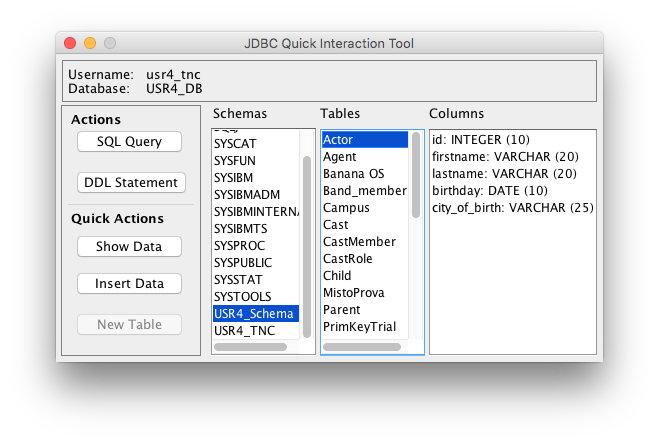 JDBC Quick Interaction Tool
Username: usr4_tnc
Database: USR4_DB
Actions
SQL Query
DDL Statement
Quick Actions
Show Data
Insert Data
New Table
Schemas
SYSCAT
SYSFUN
SYSIBM
SYSIBMADM
SYSIBMINTERNA
SYSIBMTS
SYSPROC
SYSPUBLIC
SYSSTAT
SYSTOOLS
USR4_Schema
USR4_TNC
Tables
Actor
Agent
Banana OS
Band_member
Campus
Cast
CastMember
CastRole
Child
MistoProva
Parent
PrimKeyTrial
Columns
id: INTEGER (10)
firstname: VARCHAR (20)
lastname: VARCHAR (20)
birthday: DATE (10)
city_of_birth: VARCHAR (25)